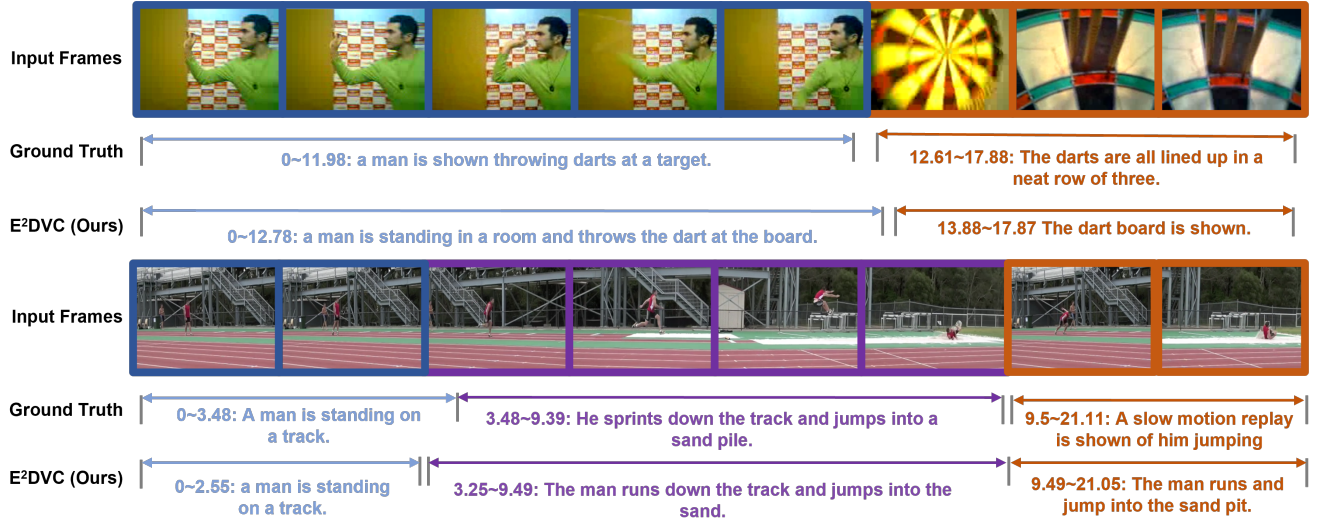 Input Frames
Ground Truth
0~11.98: a man is shown throwing darts at a target.
12.61~17.88: The darts are all lined up in a
neat row of three.
E²DVC (Ours)
0~12.78: a man is standing in a room and throws the dart at the board.
13.88~17.87 The dart board is shown.
Input Frames
Ground Truth
0~3.48: A man is standing on
a track.
3.48~9.39: He sprints down the track and jumps into a
sand pile.
9.5~21.11: A slow motion replay
is shown of him jumping
E²DVC (Ours)
0~2.55: a man is standing
on a track.
3.25~9.49: The man runs down the track and jumps into the
sand.
9.49~21.05: The man runs and
jump into the sand pit.